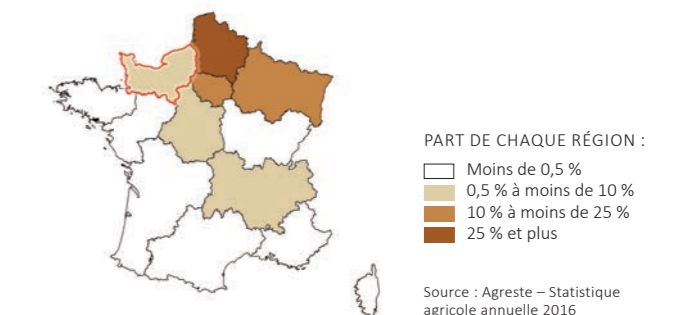 PART DE CHAQUE RÉGION :
Moins de 0,5 %
0,5 % à moins de 10 %
10 % à moins de 25 %
25 % et plus
Source : Agreste – Statistique
agricole annuelle 2016